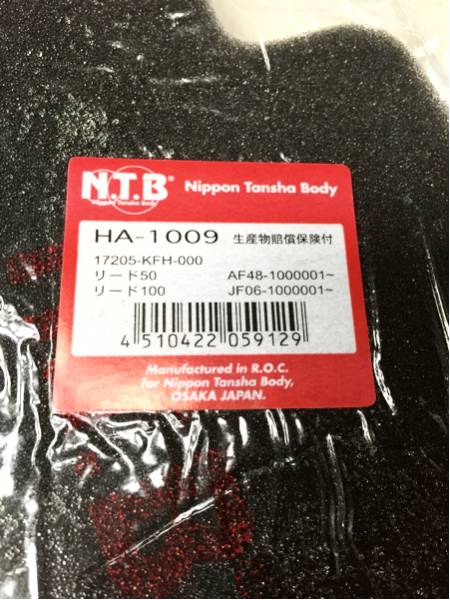 N.T.B® Nippon Tansha Body
Nippon Tansha Body
HA-1009 生産物賠償保険付
17205-KFH-000
リード50 AF48-1000001~
リード100 JF06-1000001~
4 510422 059129
Manufactured in R.O.C.
for Nippon Tansha Body,
OSAKA JAPAN.